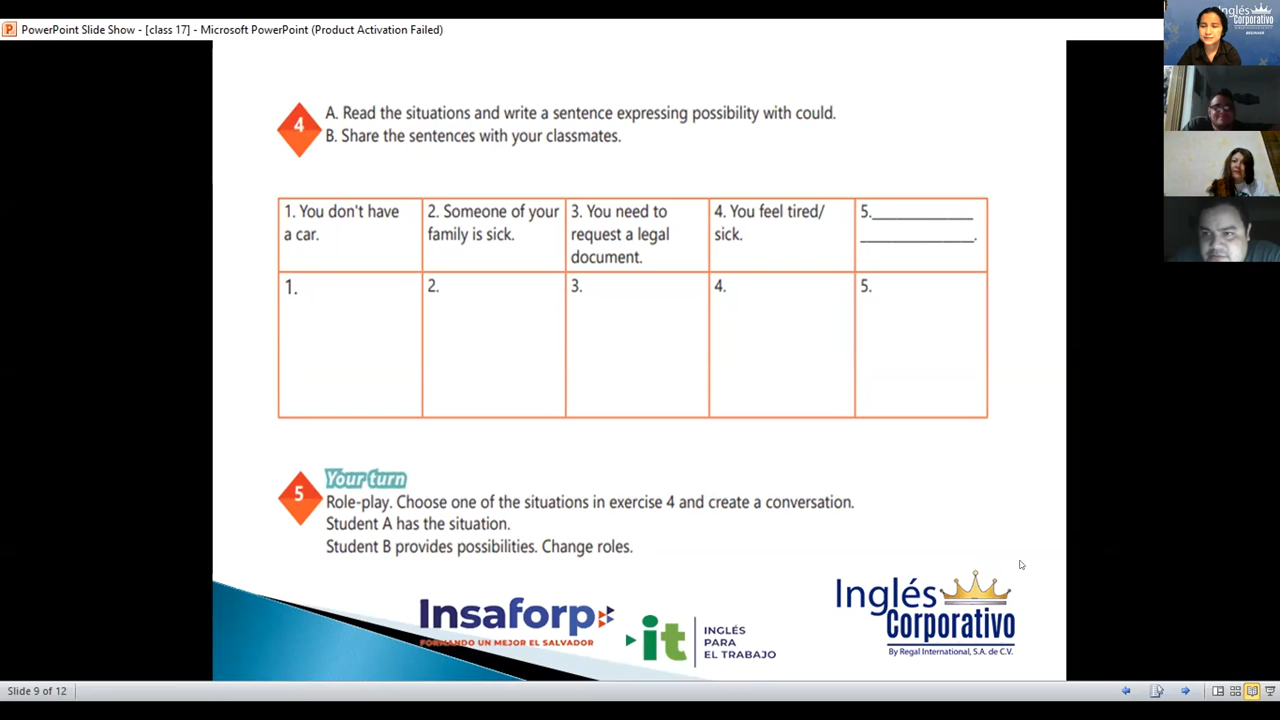 PowerPoint Slide Show - [class 17] - Microsoft PowerPoint (Product Activation Failed)
Inglés
Corporativo
BEGINNER
4
A. Read the situations and write a sentence expressing possibility with could.
B. Share the sentences with your classmates.
1. You don't have
a car.
2. Someone of your
family is sick.
3. You need to
request a legal
document.
4. You feel tired/
sick.
5.____________
______________.
1.
2.
3.
4.
5.
5
Your turn
Role-play. Choose one of the situations in exercise 4 and create a conversation.
Student A has the situation.
Student B provides possibilities. Change roles.
Insaforp
FORMANDO UN MEJOR EL SALVADOR
it
INGLÉS
PARA
EL TRABAJO
Inglés
Corporativo
By Regal International, S.A. de C.V.
Slide 9 of 12